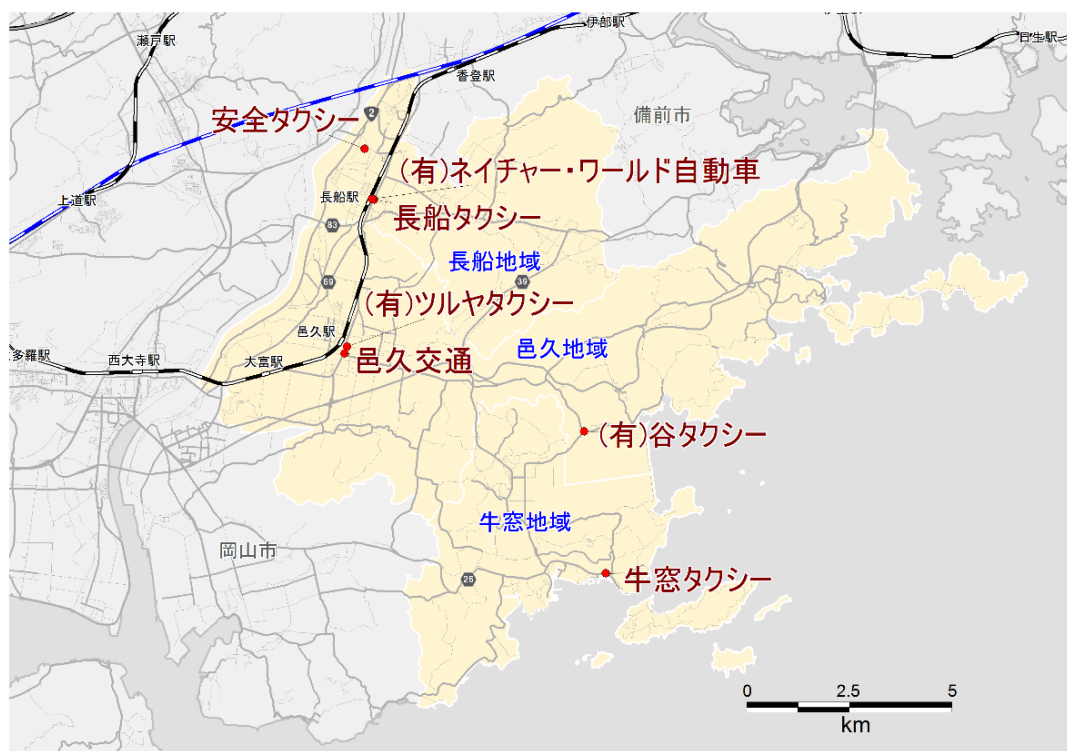 伊部駅
日生駅
瀬戸駅
香登駅
2
備前市
安全タクシー
(有)ネイチャー・ワールド自動車
上道駅
長船駅
長船タクシー
83
長船地域
69
39
(有)ツルヤタクシー
邑久駅
邑久地域
多羅駅
西大寺駅
大富駅
邑久交通
(有)谷タクシー
牛窓地域
岡山市
26
牛窓タクシー
0 2.5 5
km